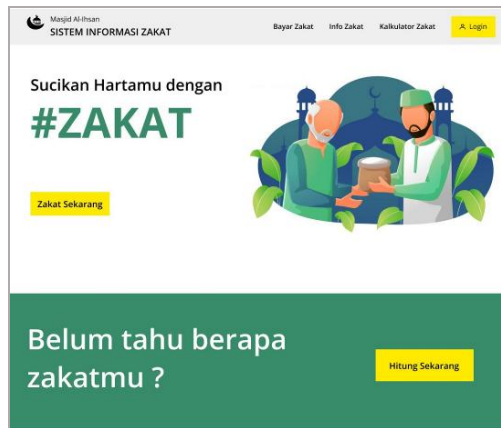 Masjid Al-Ihsan
SISTEM INFORMASI ZAKAT
Bayar Zakat
Info Zakat
Kalkulator Zakat
Login
Sucikan Hartamu dengan
#ZAKAT
Zakat Sekarang
Belum tahu berapa
zakatmu ?
Hitung Sekarang